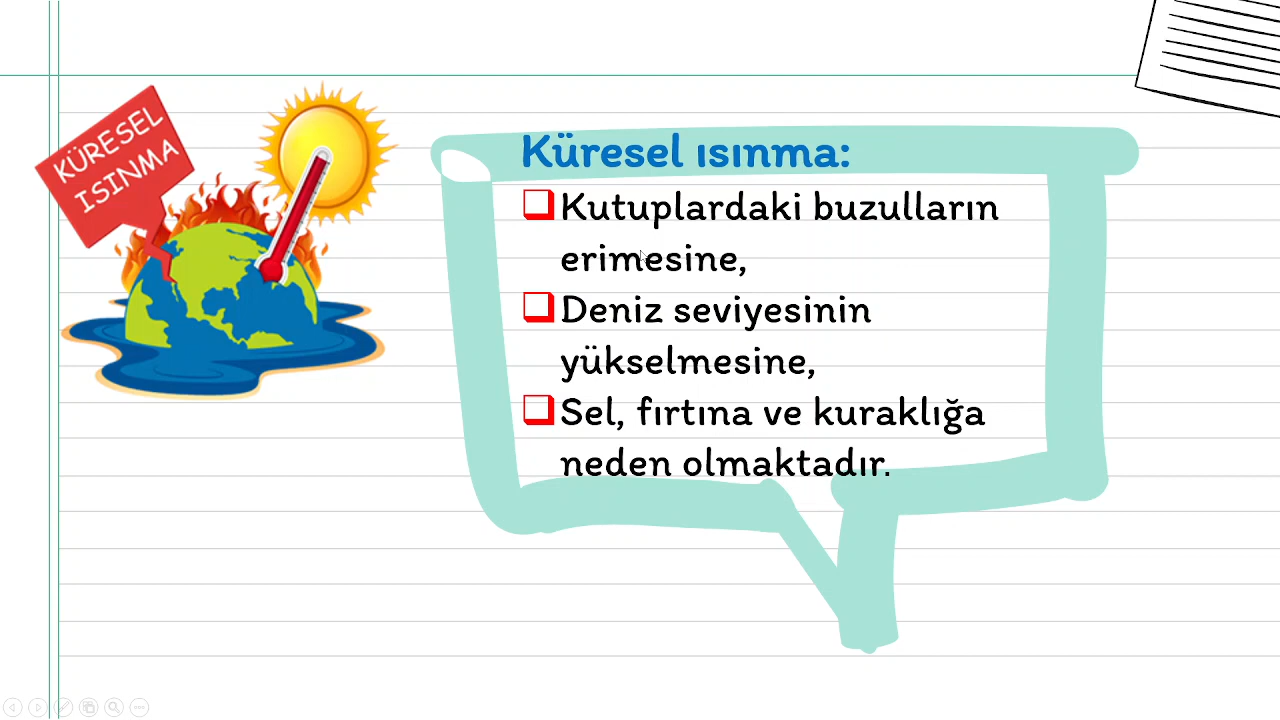 KÜRESEL
ISINMA
Küresel ısınma:
Kutuplardaki buzulların
erimesine,
Deniz seviyesinin
yükselmesine,
Sel, fırtına ve kuraklığa
neden olmaktadır.